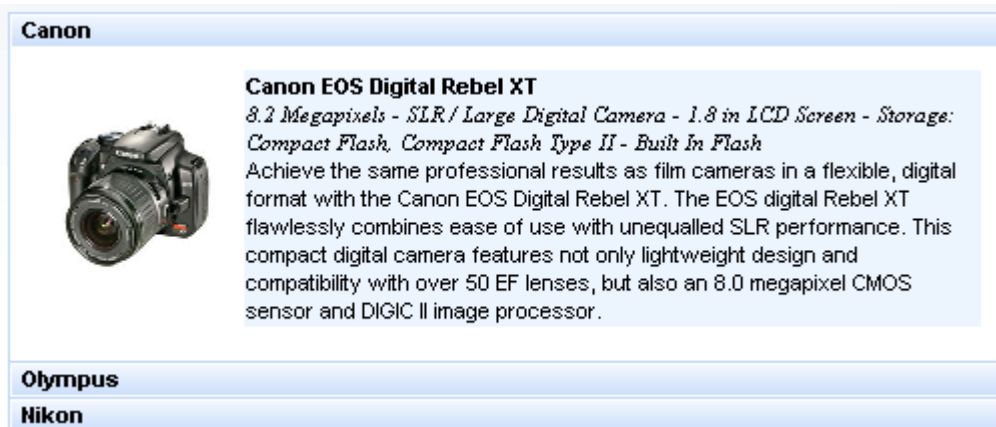 Canon
Canon EOS Digital Rebel XT
8.2 Megapixels - SLR / Large Digital Camera - 1.8 in LCD Screen - Storage:
Compact Flash, Compact Flash Type II - Built In Flash
Achieve the same professional results as film cameras in a flexible, digital
format with the Canon EOS Digital Rebel XT. The EOS digital Rebel XT
flawlessly combines ease of use with unequalled SLR performance. This
compact digital camera features not only lightweight design and
compatibility with over 50 EF lenses, but also an 8.0 megapixel CMOS
sensor and DIGIC II image processor.
Olympus
Nikon